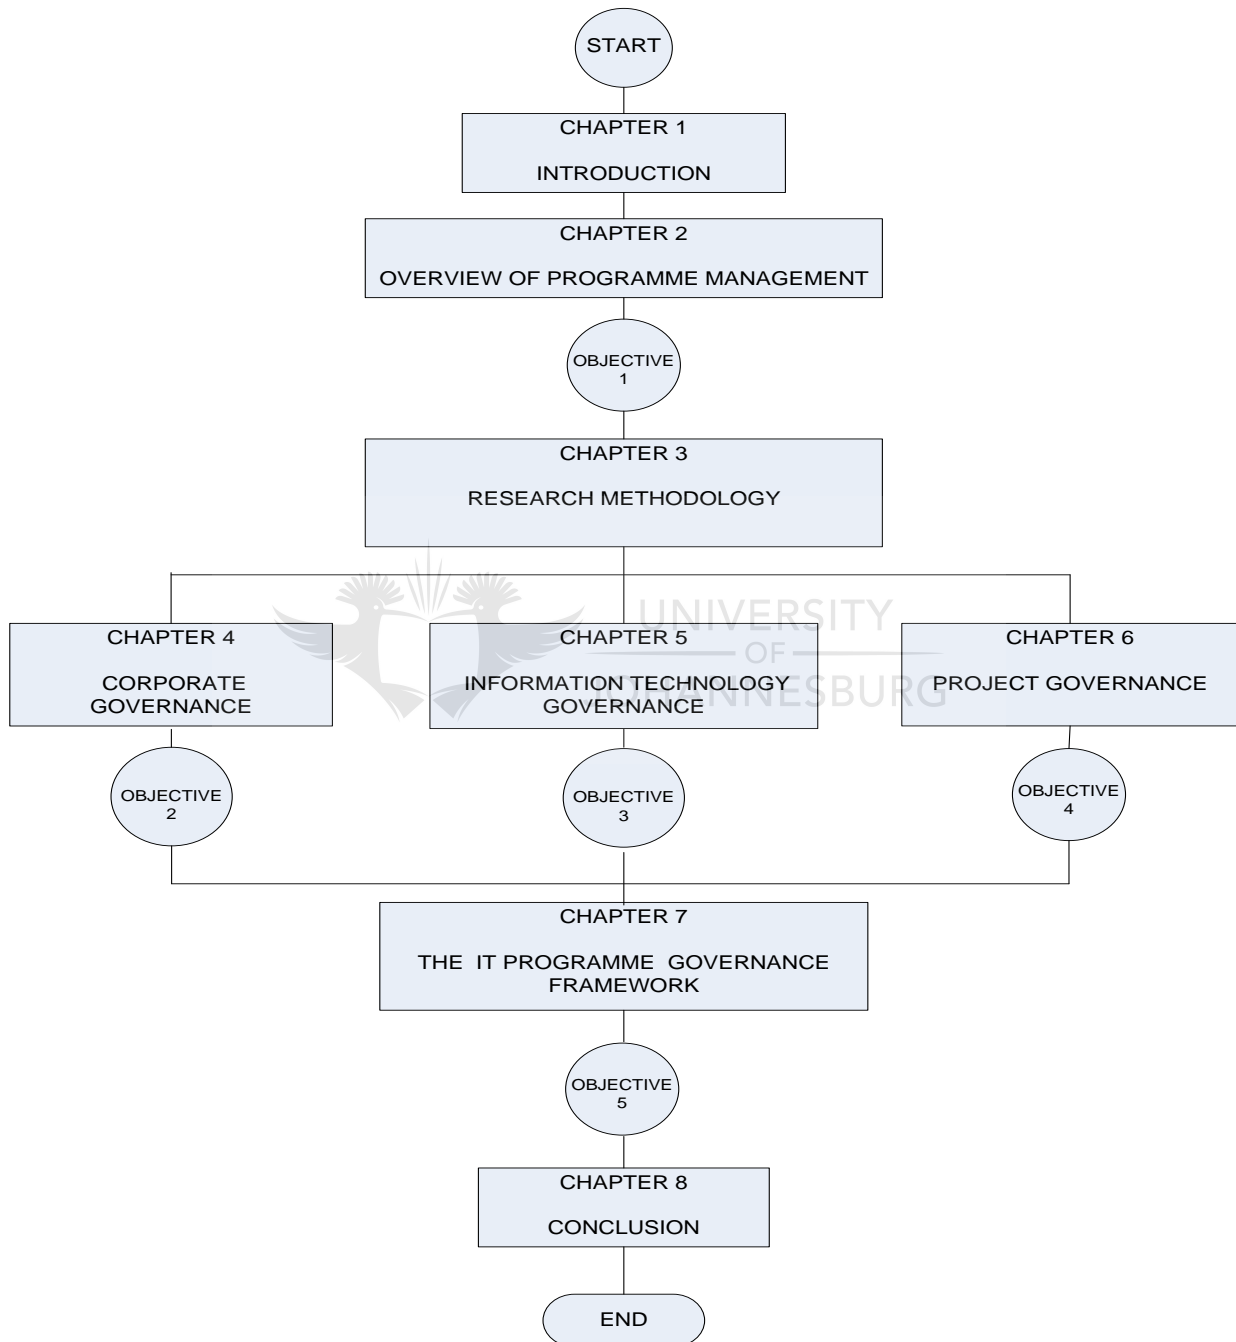 START
CHAPTER 1
INTRODUCTION
CHAPTER 2
OVERVIEW OF PROGRAMME MANAGEMENT
OBJECTIVE
1
CHAPTER 3
RESEARCH METHODOLOGY
CHAPTER 4
CORPORATE
GOVERNANCE
CHAPTER 5
INFORMATION TECHNOLOGY
GOVERNANCE
CHAPTER 6
PROJECT GOVERNANCE
UNIVERSITY
OF
JOHANNESBURG
OBJECTIVE
2
OBJECTIVE
3
OBJECTIVE
4
CHAPTER 7
THE IT PROGRAMME GOVERNANCE
FRAMEWORK
OBJECTIVE
5
CHAPTER 8
CONCLUSION
END